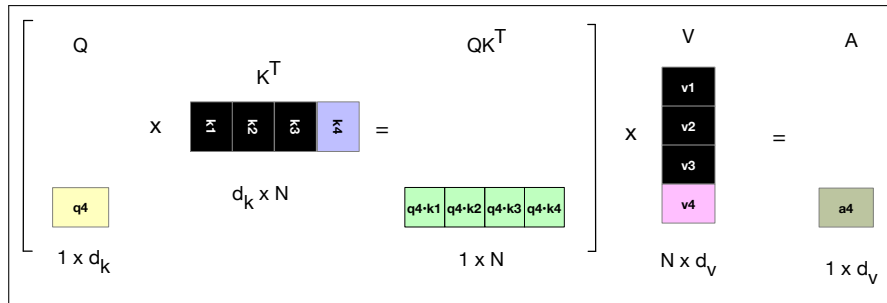 Q
K^T
QK^T
V
A
x
k1 k2 k3 k4
=
x
v1
v2
v3
v4
=
q4
q4·k1 q4·k2 q4·k3 q4·k4
a4
1 x d_k
d_k x N
1 x N
N x d_v
1 x d_v